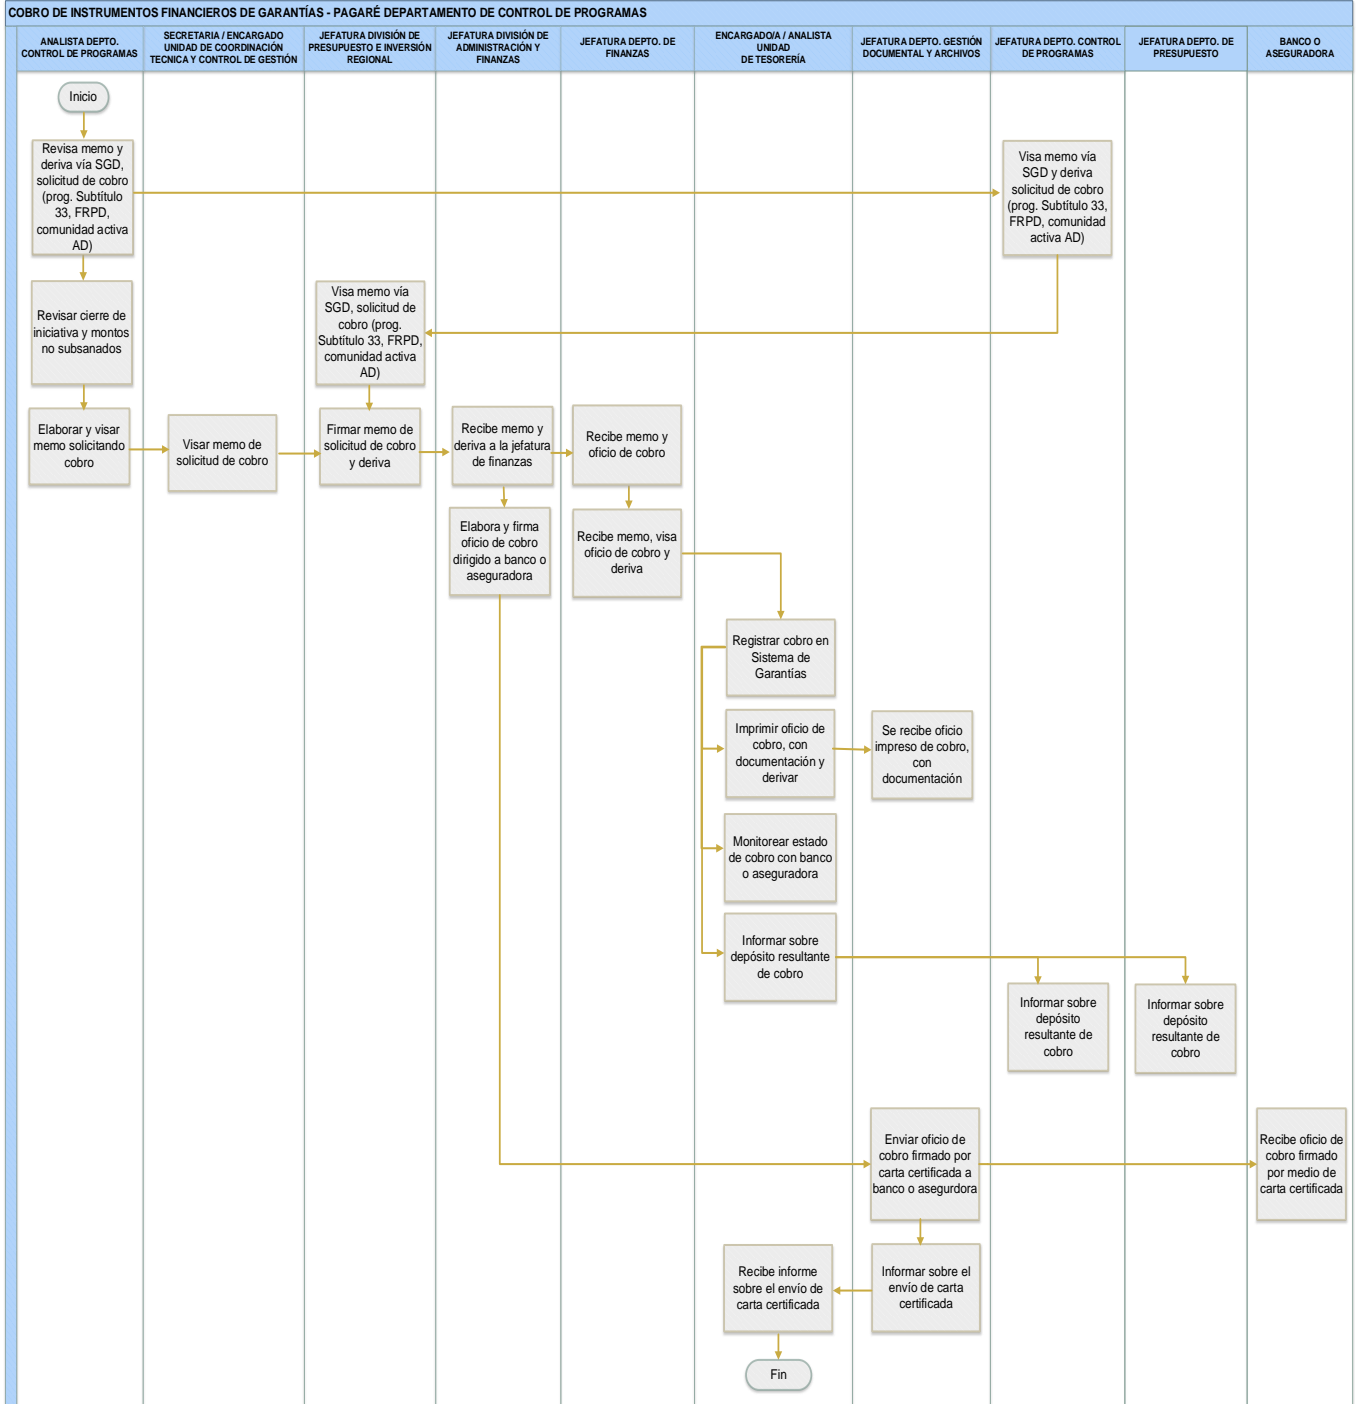 COBRO DE INSTRUMENTOS FINANCIEROS DE GARANTÍAS - PAGARÉ DEPARTAMENTO DE CONTROL DE PROGRAMAS
ANALISTA DEPTO.
CONTROL DE PROGRAMAS
SECRETARIA / ENCARGADO
UNIDAD DE COORDINACIÓN
TECNICA Y CONTROL DE GESTIÓN
JEFATURA DIVISIÓN DE
PRESUPUESTO E INVERSIÓN
REGIONAL
JEFATURA DIVISIÓN DE
ADMINISTRACIÓN Y
FINANZAS
JEFATURA DEPTO. DE
FINANZAS
ENCARGADO/A / ANALISTA
UNIDAD
DE TESORERÍA
JEFATURA DEPTO. GESTIÓN
DOCUMENTAL Y ARCHIVOS
JEFATURA DEPTO. CONTROL
DE PROGRAMAS
JEFATURA DEPTO. DE
PRESUPUESTO
BANCO O
ASEGURADORA
Inicio
Revisa memo y
deriva vía SGD,
solicitud de cobro
(prog. Subtítulo
33, FRPD,
comunidad activa
AD)
Visa memo vía
SGD y deriva
solicitud de cobro
(prog. Subtítulo 33,
FRPD, comunidad
activa AD)
Revisar cierre de
iniciativa y montos
no subsanados
Visa memo vía
SGD, solicitud de
cobro (prog.
Subtítulo 33, FRPD,
comunidad activa
AD)
Elaborar y visar
memo solicitando
cobro
Visar memo de
solicitud de cobro
Firmar memo de
solicitud de cobro
y deriva
Recibe memo y
deriva a la jefatura
de finanzas
Recibe memo y
oficio de cobro
Elabora y firma
oficio de cobro
dirigido a banco o
aseguradora
Recibe memo, visa
oficio de cobro y
deriva
Registrar cobro en
Sistema de
Garantías
Imprimir oficio de
cobro, con
documentación y
derivar
Se recibe oficio
impreso de cobro,
con
documentación
Monitorear estado
de cobro con banco
o aseguradora
Informar sobre
depósito resultante
de cobro
Informar sobre
depósito
resultante de
cobro
Informar sobre
depósito
resultante de
cobro
Enviar oficio de
cobro firmado por
carta certificada a
banco o asegurdora
Recibe oficio de
cobro firmado
por medio de
carta certificada
Recibe informe
sobre el envío de
carta certificada
Informar sobre el
envío de carta
certificada
Fin